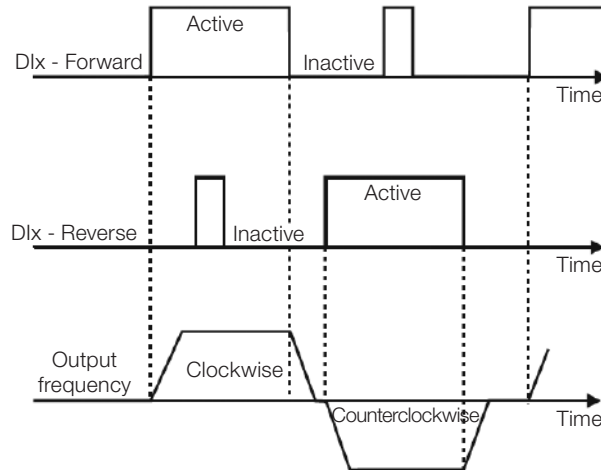 Active
DIx - Forward
Inactive
Time
Active
DIx - Reverse
Inactive
Time
Output
frequency
Clockwise
Counterclockwise
Time